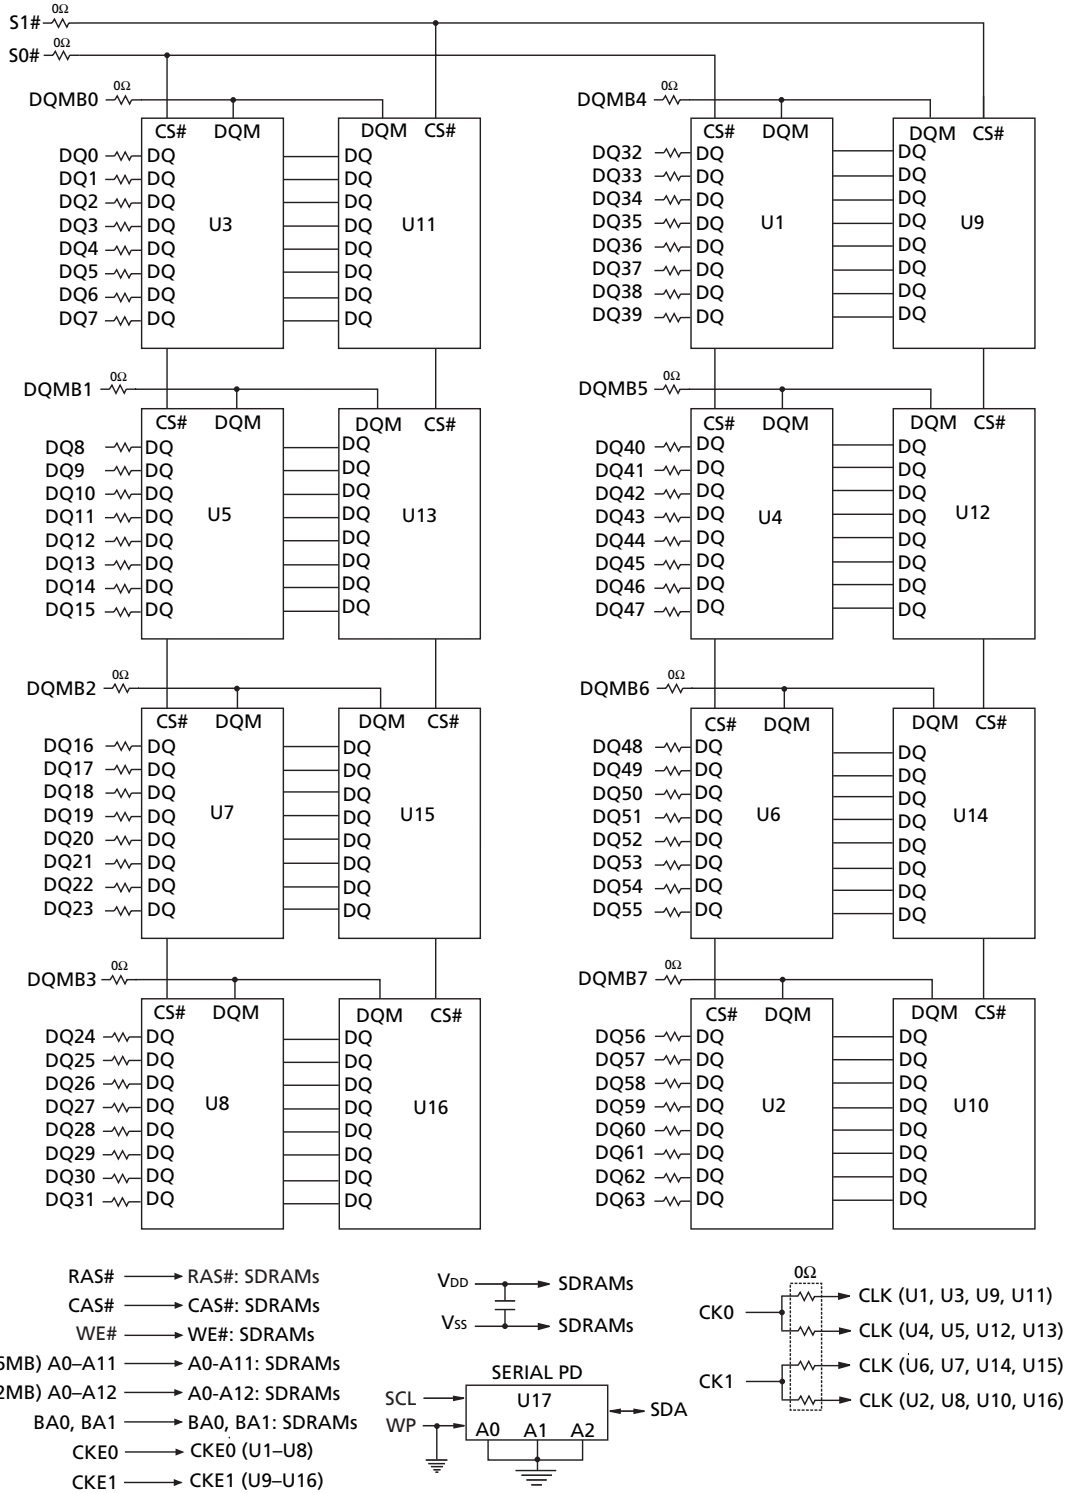 S1# 0Ω
S0# 0Ω
DQMB0 0Ω
CS# DQM
DQM CS#
DQ0 DQ DQ
DQ1 DQ DQ
DQ2 DQ DQ
DQ3 DQ U3 DQ U11
DQ4 DQ DQ
DQ5 DQ DQ
DQ6 DQ DQ
DQ7 DQ DQ
DQMB4 0Ω
CS# DQM
DQM CS#
DQ32 DQ DQ
DQ33 DQ DQ
DQ34 DQ DQ
DQ35 DQ U1 DQ U9
DQ36 DQ DQ
DQ37 DQ DQ
DQ38 DQ DQ
DQ39 DQ DQ
DQMB1 0Ω
CS# DQM
DQM CS#
DQ8 DQ DQ
DQ9 DQ DQ
DQ10 DQ DQ
DQ11 DQ U5 DQ U13
DQ12 DQ DQ
DQ13 DQ DQ
DQ14 DQ DQ
DQ15 DQ DQ
DQMB5 0Ω
CS# DQM
DQM CS#
DQ40 DQ DQ
DQ41 DQ DQ
DQ42 DQ DQ
DQ43 DQ U4 DQ U12
DQ44 DQ DQ
DQ45 DQ DQ
DQ46 DQ DQ
DQ47 DQ DQ
DQMB2 0Ω
CS# DQM
DQM CS#
DQ16 DQ DQ
DQ17 DQ DQ
DQ18 DQ DQ
DQ19 DQ U7 DQ U15
DQ20 DQ DQ
DQ21 DQ DQ
DQ22 DQ DQ
DQ23 DQ DQ
DQMB6 0Ω
CS# DQM
DQM CS#
DQ48 DQ DQ
DQ49 DQ DQ
DQ50 DQ DQ
DQ51 DQ U6 DQ U14
DQ52 DQ DQ
DQ53 DQ DQ
DQ54 DQ DQ
DQ55 DQ DQ
DQMB3 0Ω
CS# DQM
DQM CS#
DQ24 DQ DQ
DQ25 DQ DQ
DQ26 DQ DQ
DQ27 DQ U8 DQ U16
DQ28 DQ DQ
DQ29 DQ DQ
DQ30 DQ DQ
DQ31 DQ DQ
DQMB7 0Ω
CS# DQM
DQM CS#
DQ56 DQ DQ
DQ57 DQ DQ
DQ58 DQ DQ
DQ59 DQ U2 DQ U10
DQ60 DQ DQ
DQ61 DQ DQ
DQ62 DQ DQ
DQ63 DQ DQ
RAS# RAS#: SDRAMs
CAS# CAS#: SDRAMs
WE# WE#: SDRAMs
A0–A11 A0-A11: SDRAMs
A0–A12 A0-A12: SDRAMs
BA0, BA1 BA0, BA1: SDRAMs
CKE0 CKE0 (U1–U8)
CKE1 CKE1 (U9–U16)
VDD SDRAMs
Vss SDRAMs
SERIAL PD
SCL U17 SDA
WP A0 A1 A2
0Ω
CK0 CLK (U1, U3, U9, U11)
CLK (U4, U5, U12, U13)
CK1 CLK (U6, U7, U14, U15)
CLK (U2, U8, U10, U16)